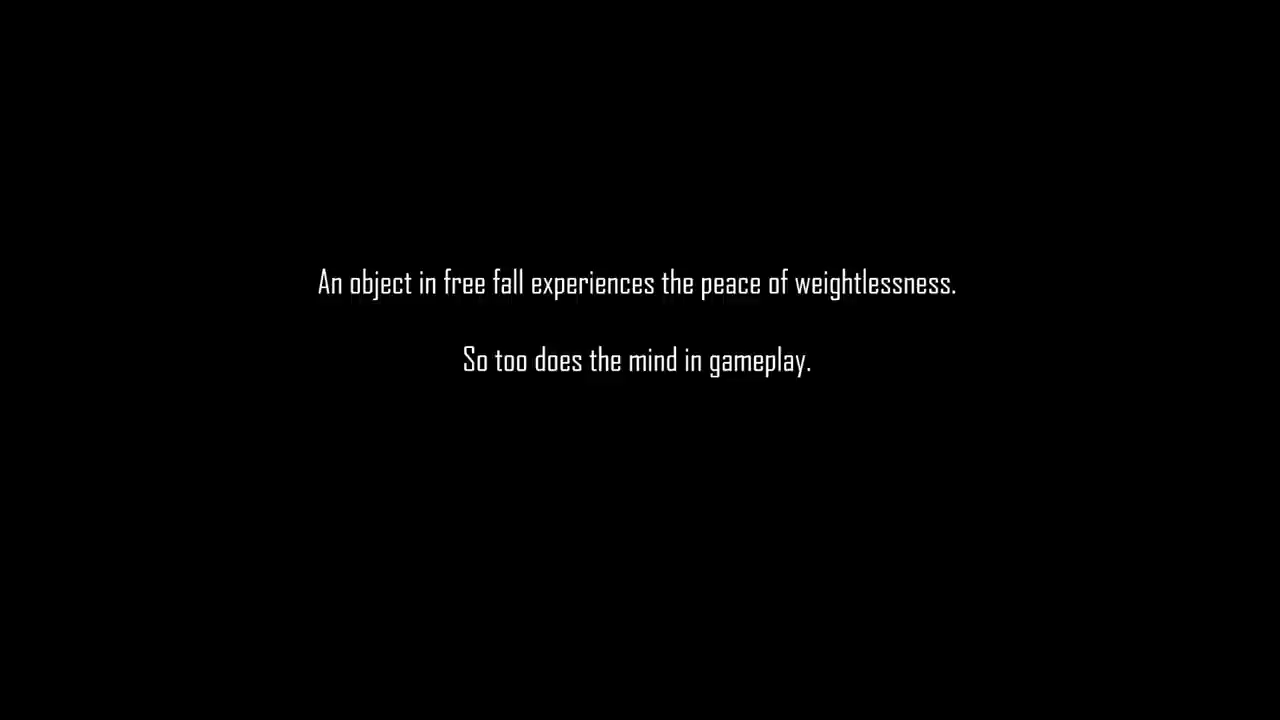 An object in free fall experiences the peace of weightlessness.
So too does the mind in gameplay.